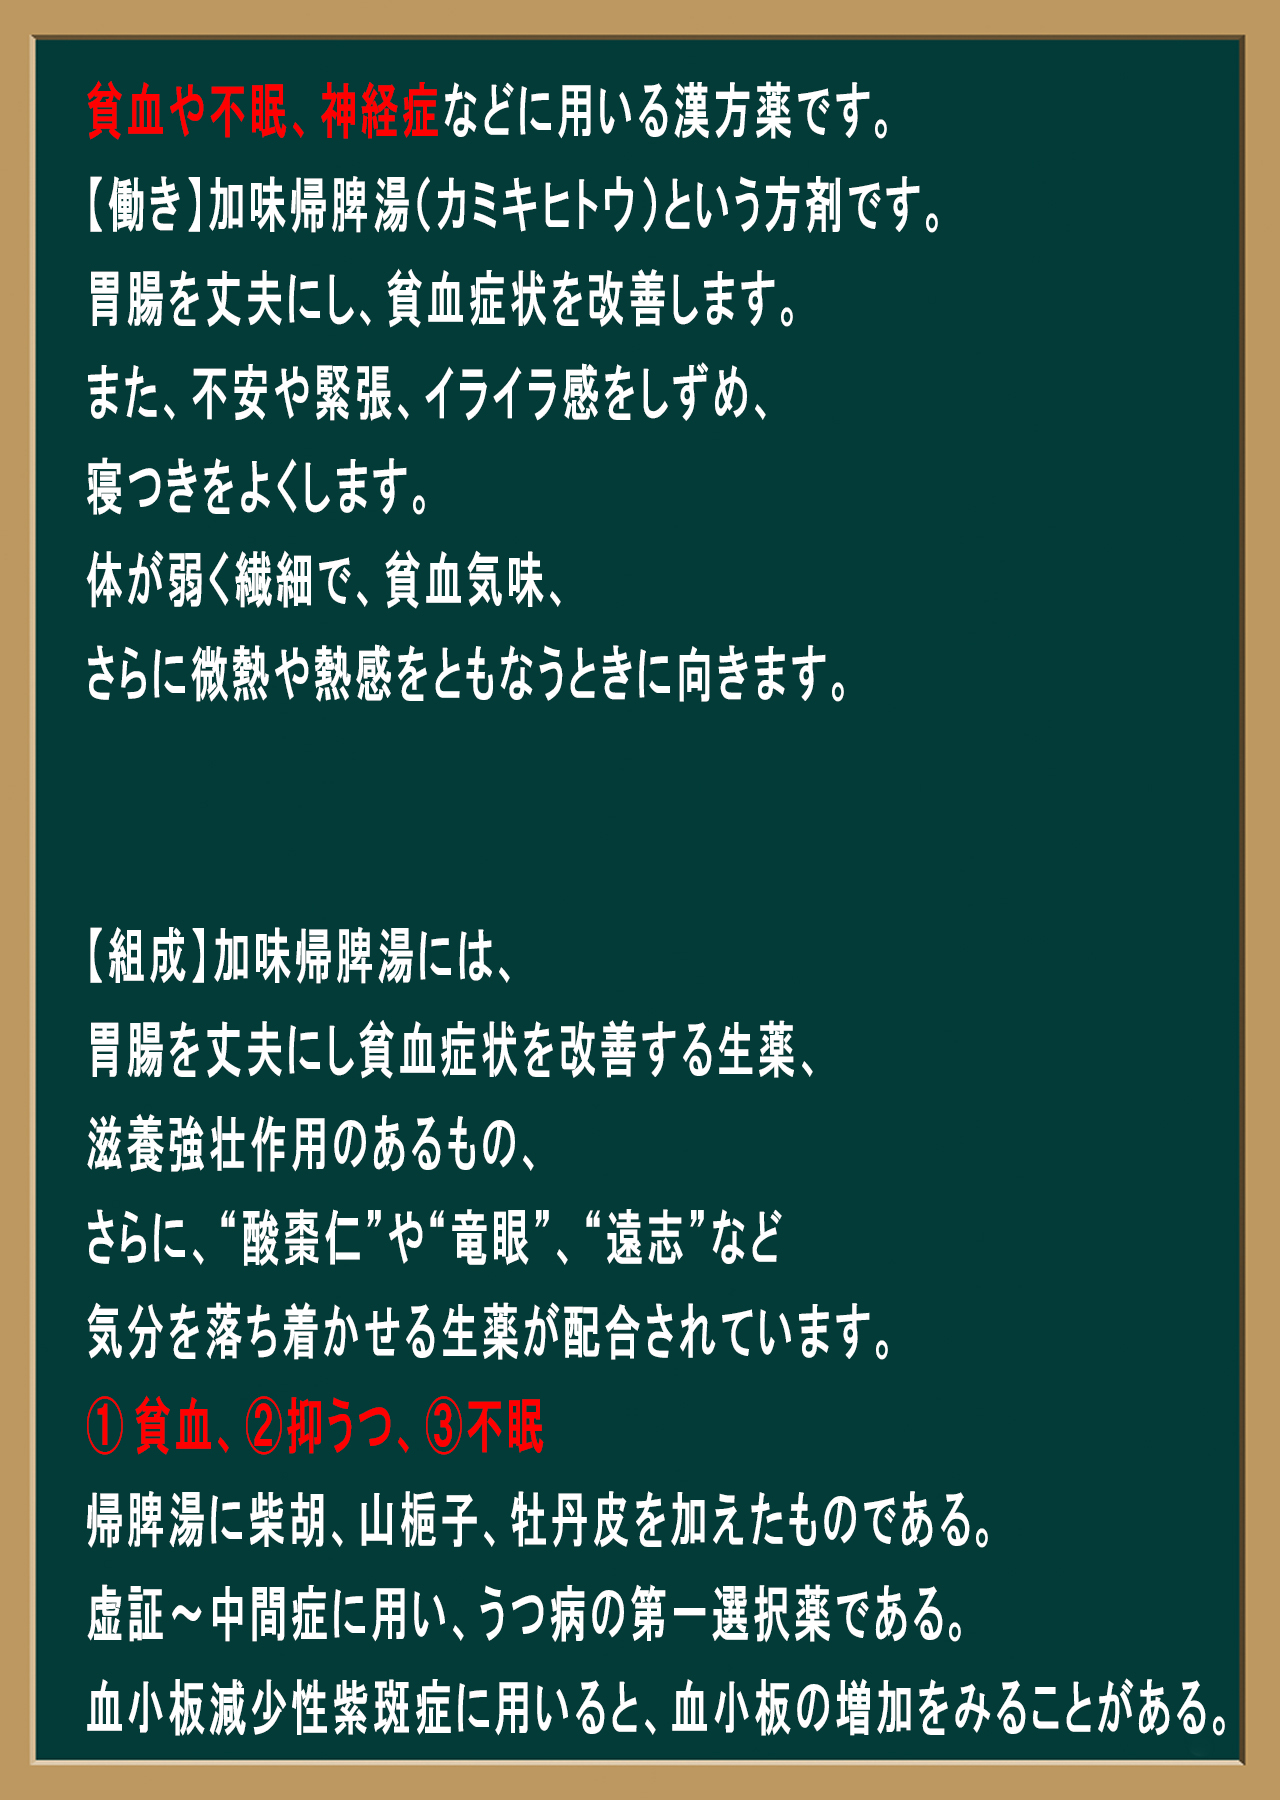 貧血や不眠、神経症などに用いる漢方薬です。
【働き】加味帰脾湯（カミキヒトウ）という方剤です。
胃腸を丈夫にし、貧血症状を改善します。
また、不安や緊張、イライラ感をしずめ、
寝つきをよくします。
体が弱く繊細で、貧血気味、
さらに微熱や熱感をともなうときに向きます。
【組成】加味帰脾湯には、
胃腸を丈夫にし貧血症状を改善する生薬、
滋養強壮作用のあるもの、
さらに、“酸棗仁”や“竜眼”、“遠志”など
気分を落ち着かせる生薬が配合されています。
① 貧血、②抑うつ、③不眠
帰脾湯に柴胡、山梔子、牡丹皮を加えたものである。
虚証～中間症に用い、うつ病の第一選択薬である。
血小板減少性紫斑症に用いると、血小板の増加をみることがある。